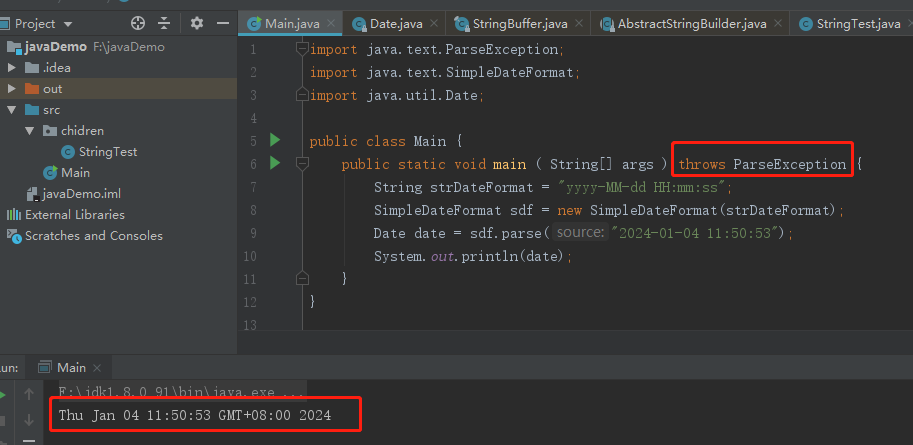 Project
Main.java
Date.java
StringBuffer.java
AbstractStringBuilder.java
StringTest.java
javaDemo F:\javaDemo
.idea
out
src
chidren
StringTest
Main
javaDemo.iml
External Libraries
Scratches and Consoles
1 import java.text.ParseException;
2 import java.text.SimpleDateFormat;
3 import java.util.Date;
4
5 public class Main {
6 public static void main ( String[] args ) throws ParseException {
7 String strDateFormat = "yyyy-MM-dd HH:mm:ss";
8 SimpleDateFormat sdf = new SimpleDateFormat(strDateFormat);
9 Date date = sdf.parse( source: "2024-01-04 11:50:53");
10 System.out.println(date);
11 }
12 }
13
un: Main
F:\jdk1.8.0_91\bin\java.exe ...
Thu Jan 04 11:50:53 GMT+08:00 2024